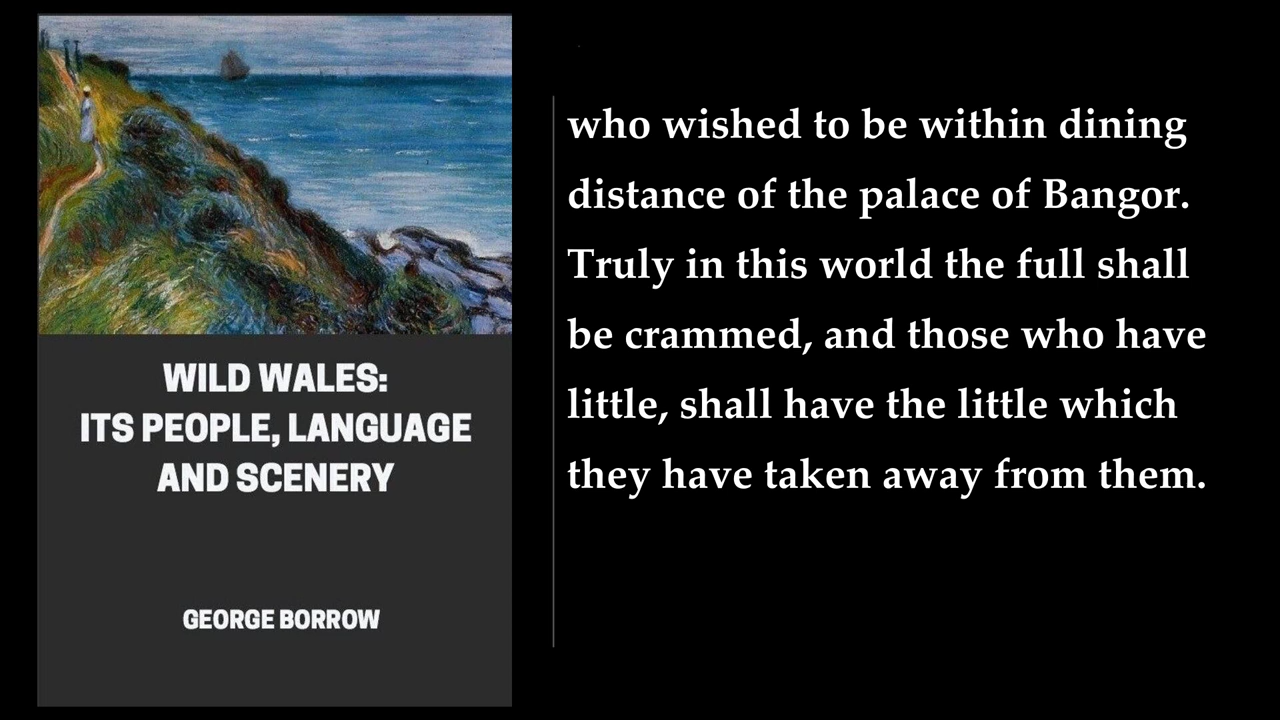 WILD WALES:
ITS PEOPLE, LANGUAGE
AND SCENERY
GEORGE BORROW
who wished to be within dining
distance of the palace of Bangor.
Truly in this world the full shall
be crammed, and those who have
little, shall have the little which
they have taken away from them.